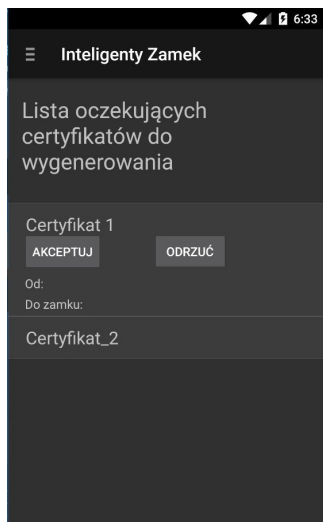 6:33
Inteligenty Zamek
Lista oczekujących
certyfikatów do
wygenerowania
Certyfikat 1
AKCEPTUJ ODRZUĆ
Od:
Do zamku:
Certyfikat_2